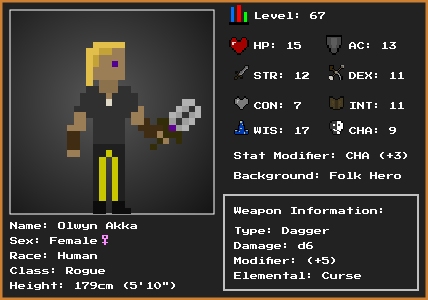 Level: 67
HP: 15 AC: 13
STR: 12 DEX: 11
CON: 7 INT: 11
WIS: 17 CHA: 9
Stat Modifier: CHA (+3)
Background: Folk Hero
Name: Olwyn Akka
Sex: Female♀
Race: Human
Class: Rogue
Height: 179cm (5'10")
Weapon Information:
Type: Dagger
Damage: d6
Modifier: (+5)
Elemental: Curse